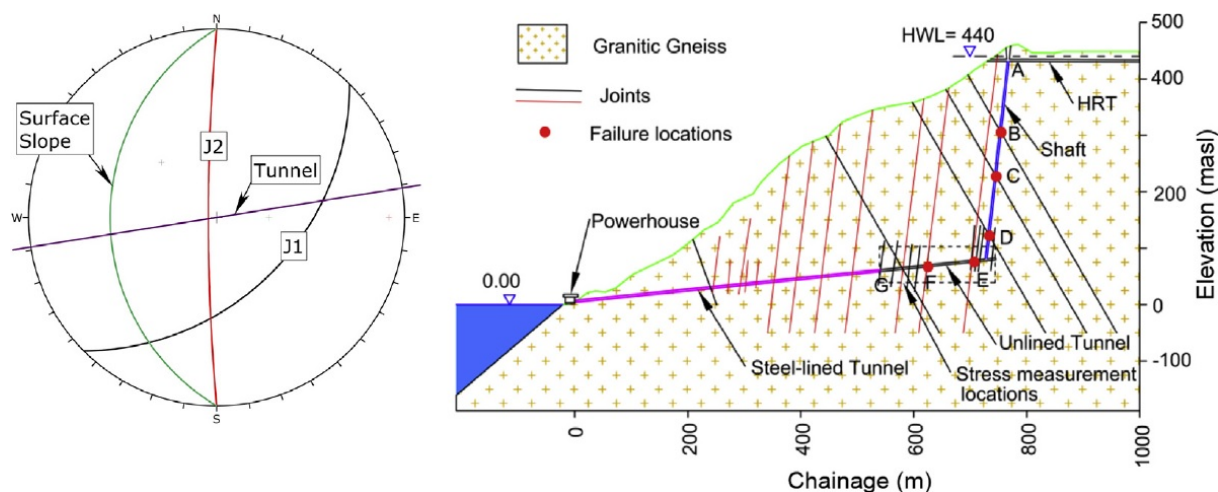 N
Surface
Slope
J2
Tunnel
W
E
J1
S
Granitic Gneiss
Joints
Failure locations
HWL= 440
A
HRT
B
Shaft
C
Powerhouse
D
0.00
G
F
E
Unlined Tunnel
Steel-lined Tunnel
Stress measurement
locations
500
400
200
0
-100
Elevation (masl)
0
200
400
600
800
1000
Chainage (m)